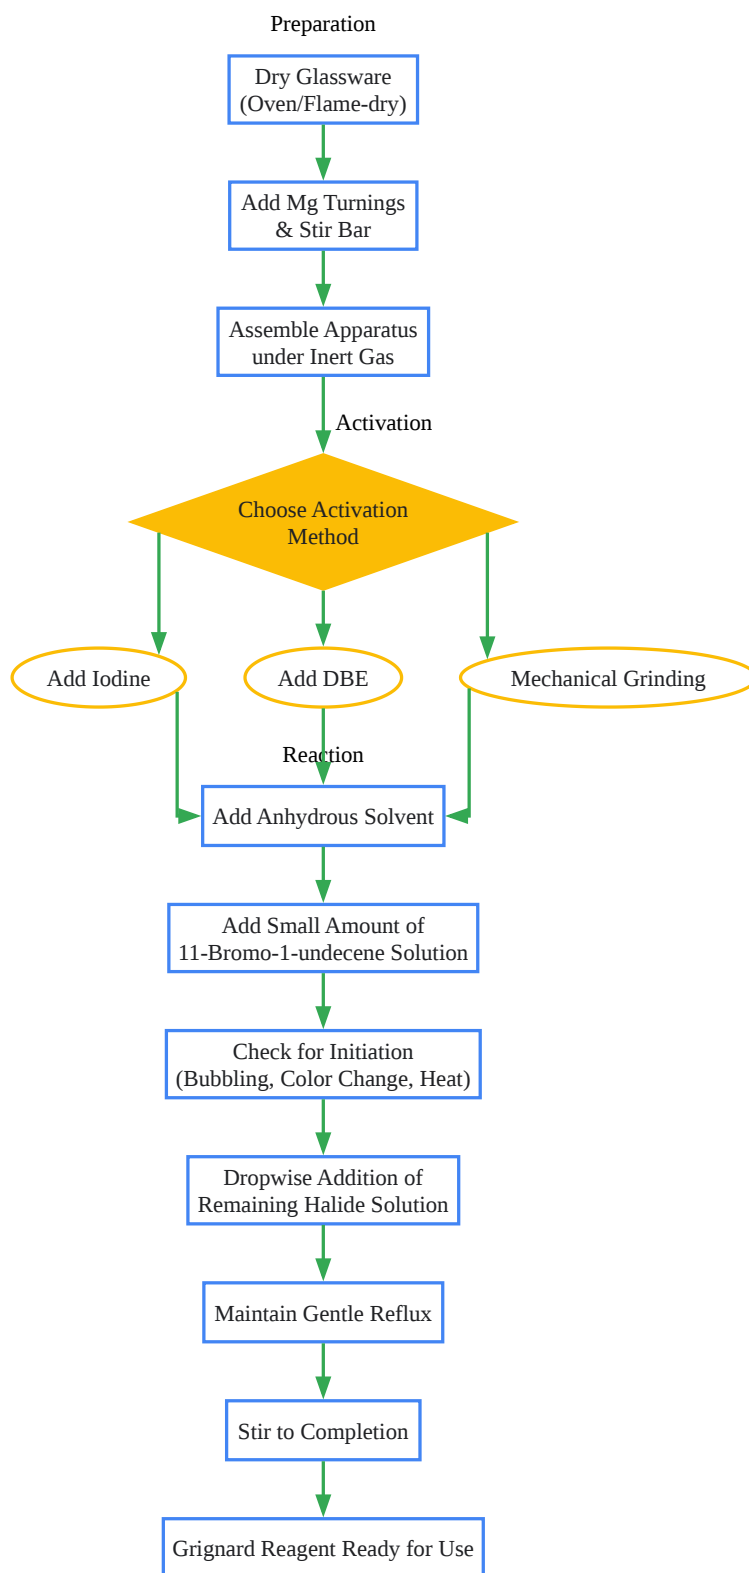 Preparation
Dry Glassware
(Oven/Flame-dry)
Add Mg Turnings
& Stir Bar
Assemble Apparatus
under Inert Gas
Activation
Choose Activation
Method
Add Iodine
Add DBE
Mechanical Grinding
Reaction
Add Anhydrous Solvent
Add Small Amount of
11-Bromo-1-undecene Solution
Check for Initiation
(Bubbling, Color Change, Heat)
Dropwise Addition of
Remaining Halide Solution
Maintain Gentle Reflux
Stir to Completion
Grignard Reagent Ready for Use